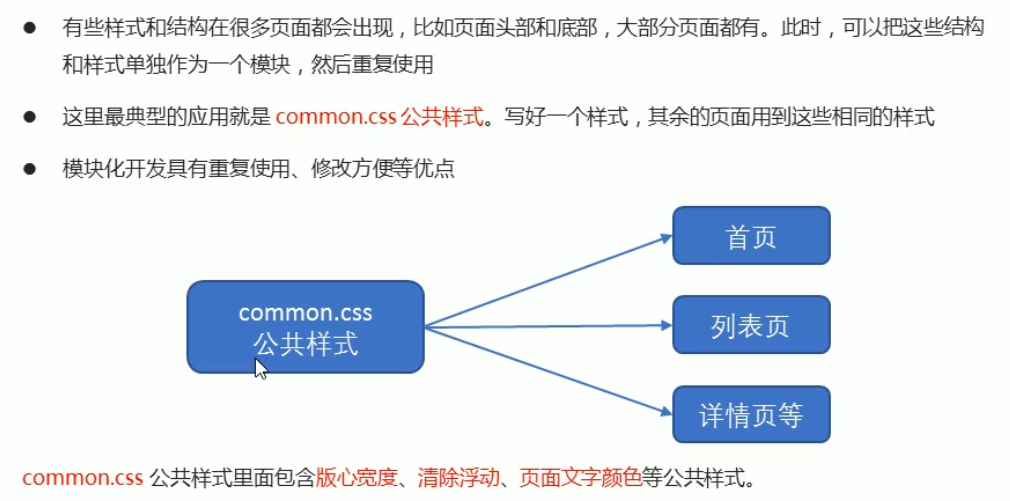 有些样式和结构在很多页面都会出现，比如页面头部和底部，大部分页面都有。此时，可以把这些结构
和样式单独作为一个模块，然后重复使用
这里最典型的应用就是 common.css 公共样式。写好一个样式，其余的页面用到这些相同的样式
模块化开发具有重复使用、修改方便等优点
首页
common.css
公共样式
列表页
详情页等
common.css 公共样式里面包含版心宽度、清除浮动、页面文字颜色等公共样式。